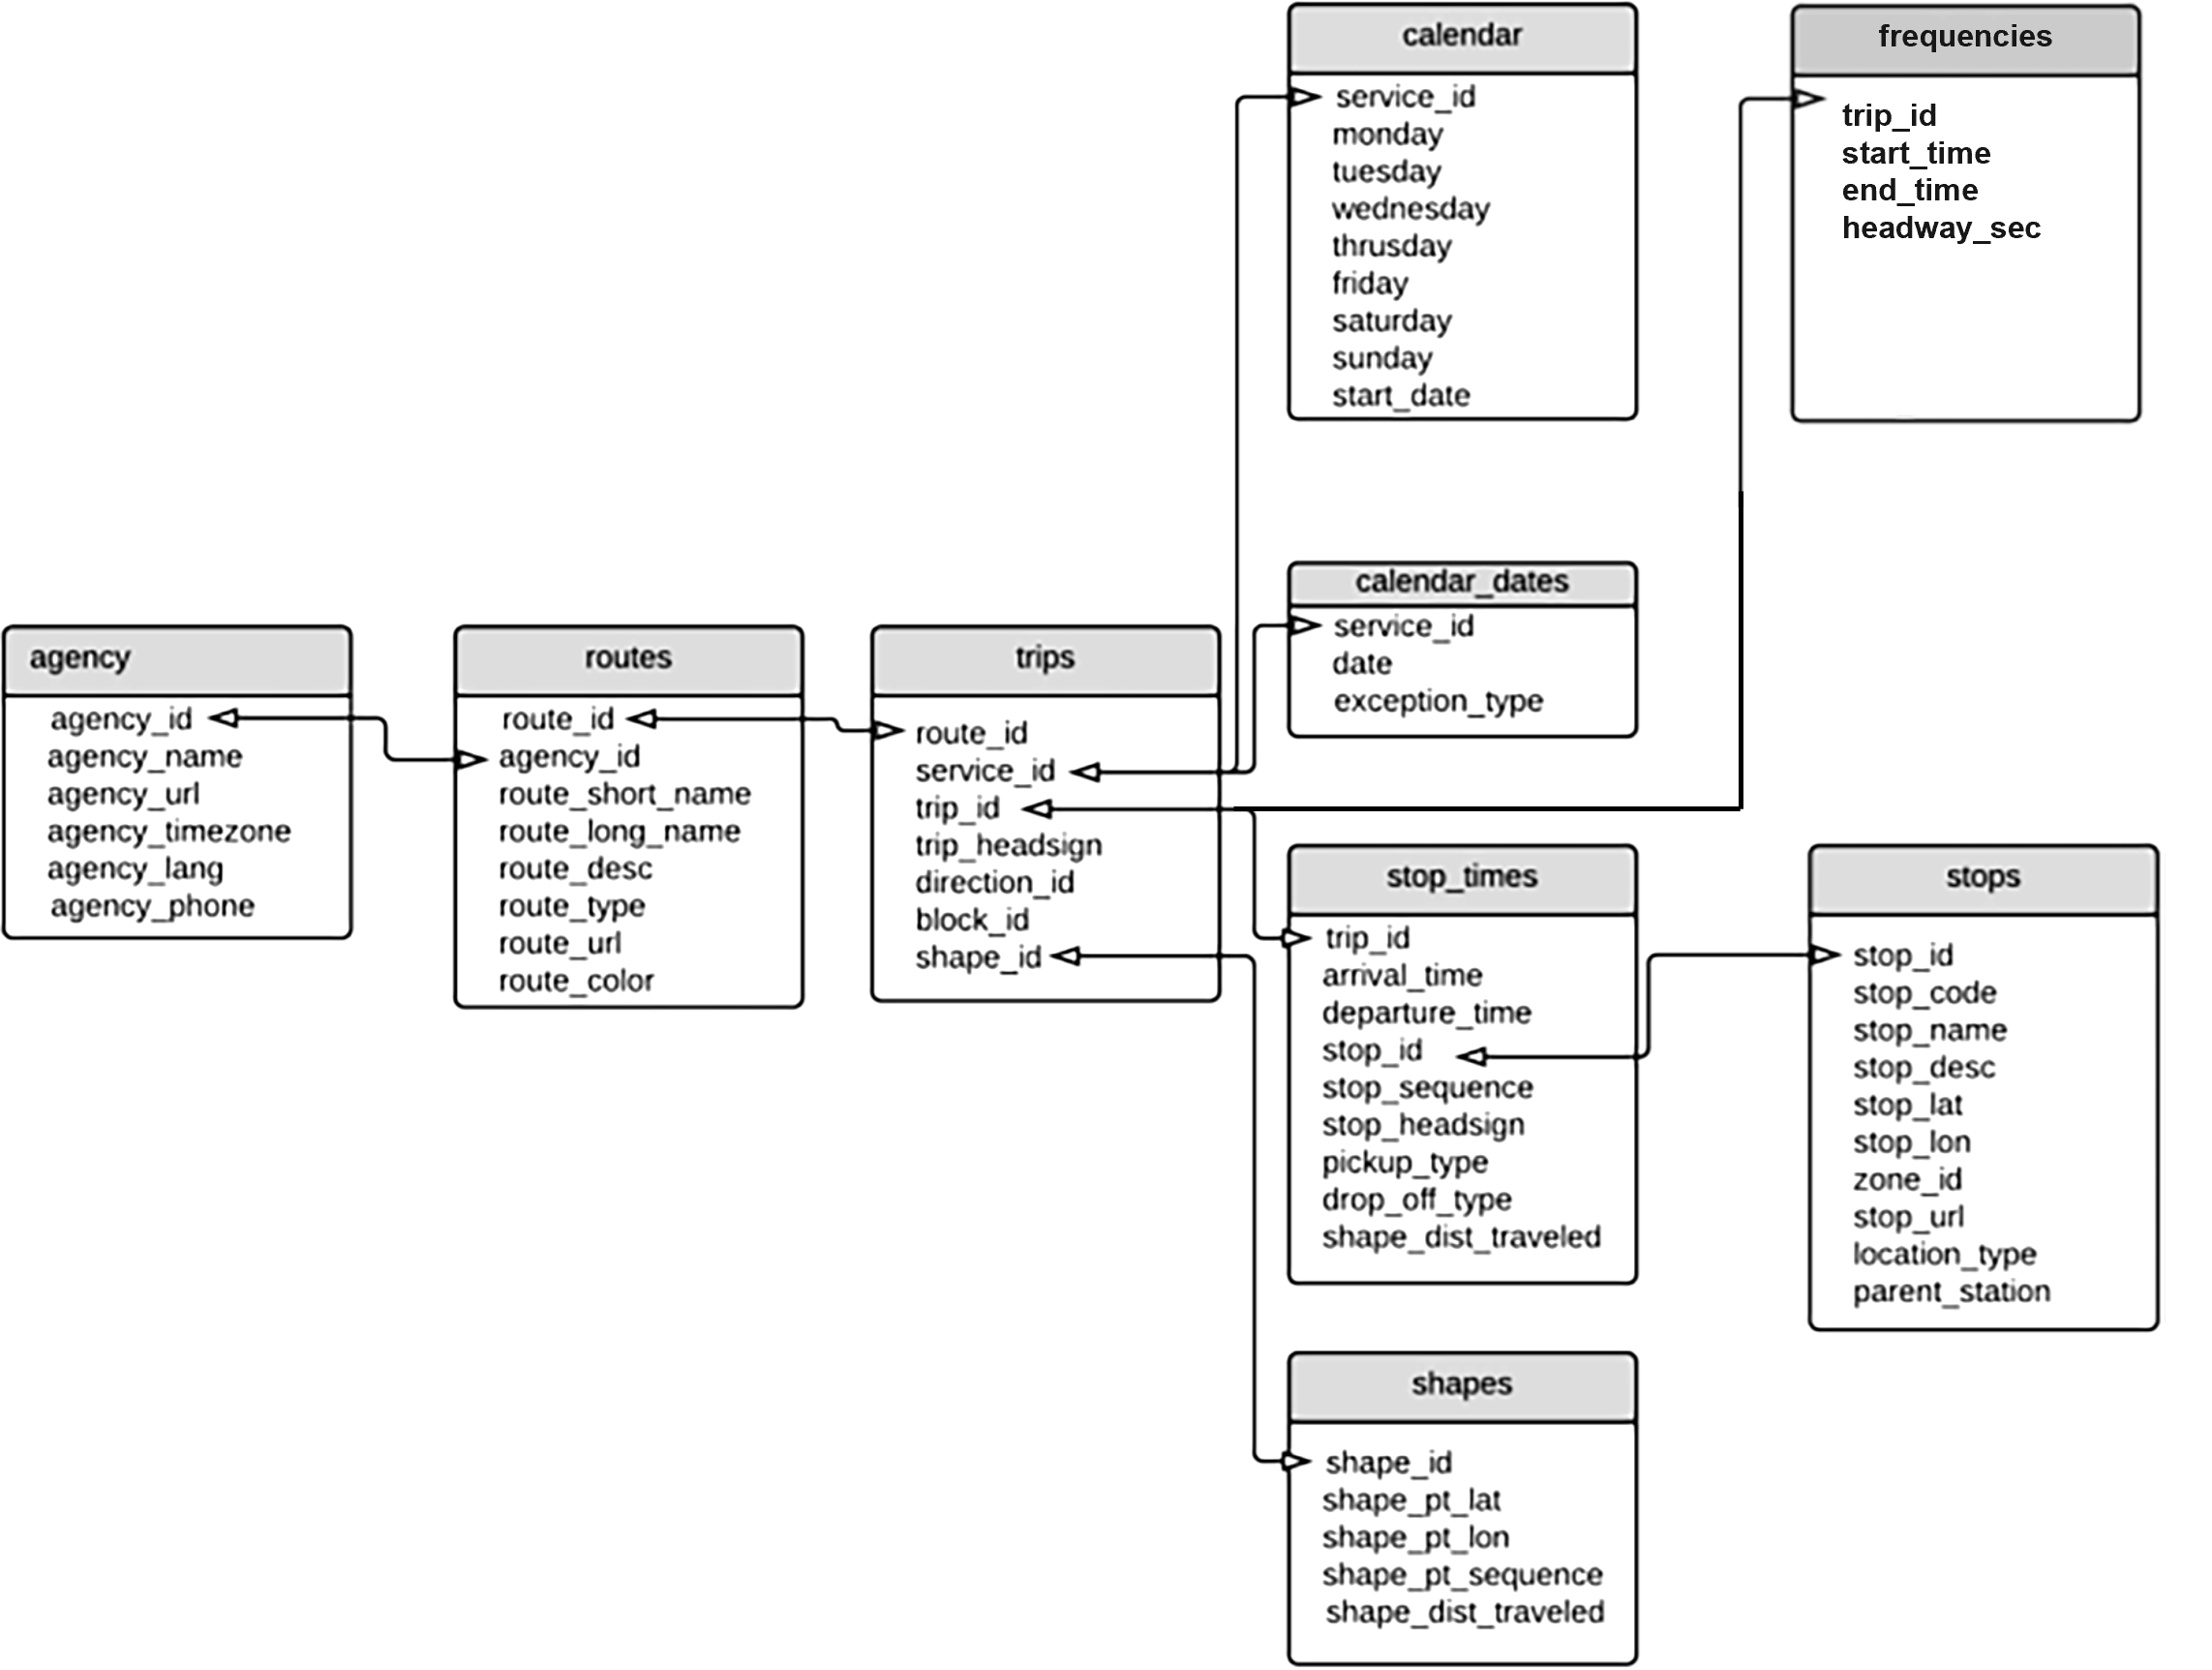 calendar
service_id
monday
tuesday
wednesday
thrusday
friday
saturday
sunday
start_date
frequencies
trip_id
start_time
end_time
headway_sec
calendar_dates
service_id
date
exception_type
agency
agency_id
agency_name
agency_url
agency_timezone
agency_lang
agency_phone
routes
route_id
agency_id
route_short_name
route_long_name
route_desc
route_type
route_url
route_color
trips
route_id
service_id
trip_id
trip_headsign
direction_id
block_id
shape_id
stop_times
trip_id
arrival_time
departure_time
stop_id
stop_sequence
stop_headsign
pickup_type
drop_off_type
shape_dist_traveled
stops
stop_id
stop_code
stop_name
stop_desc
stop_lat
stop_lon
zone_id
stop_url
location_type
parent_station
shapes
shape_id
shape_pt_lat
shape_pt_lon
shape_pt_sequence
shape_dist_traveled